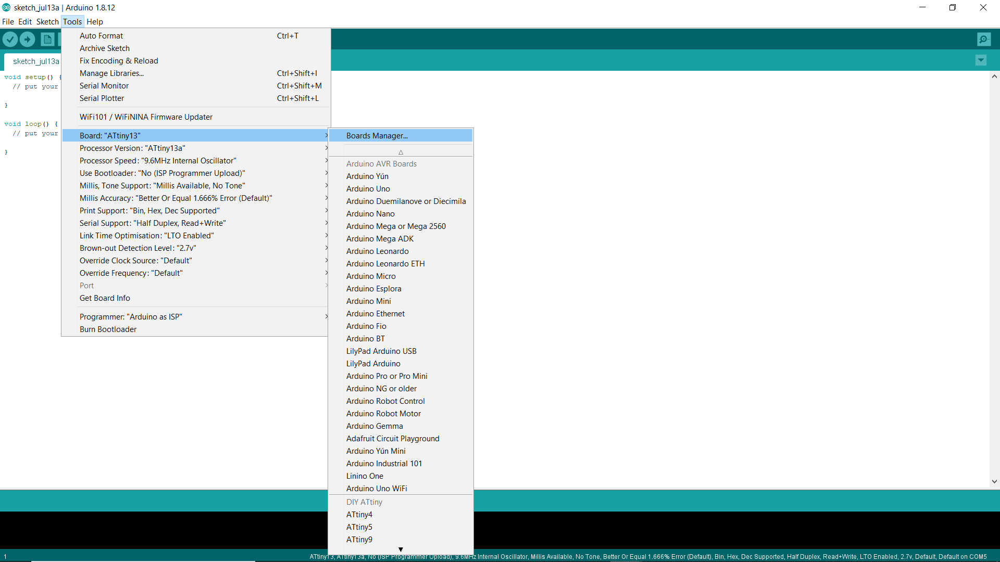 sketch_jul13a | Arduino 1.8.12
File Edit Sketch Tools Help
sketch_jul13a
void setup() {
// put your
}
void loop() {
// put your
}
Auto Format Ctrl+T
Archive Sketch
Fix Encoding & Reload
Manage Libraries... Ctrl+Shift+I
Serial Monitor Ctrl+Shift+M
Serial Plotter Ctrl+Shift+L
WiFi101 / WiFiNINA Firmware Updater
Board: "ATtiny13"
Processor Version: "ATtiny13a"
Processor Speed: "9.6MHz Internal Oscillator"
Use Bootloader: "No (ISP Programmer Upload)"
Millis, Tone Support: "Millis Available, No Tone"
Millis Accuracy: "Better Or Equal 1.666% Error (Default)"
Print Support: "Bin, Hex, Dec Supported"
Serial Support: "Half Duplex, Read+Write"
Link Time Optimisation: "LTO Enabled"
Brown-out Detection Level: "2.7v"
Override Clock Source: "Default"
Override Frequency: "Default"
Port
Get Board Info
Programmer: "Arduino as ISP"
Burn Bootloader
Boards Manager...
Arduino AVR Boards
Arduino Yún
Arduino Uno
Arduino Duemilanove or Diecimila
Arduino Nano
Arduino Mega or Mega 2560
Arduino Mega ADK
Arduino Leonardo
Arduino Leonardo ETH
Arduino Micro
Arduino Esplora
Arduino Mini
Arduino Ethernet
Arduino Fio
Arduino BT
LilyPad Arduino USB
LilyPad Arduino
Arduino Pro or Pro Mini
Arduino NG or older
Arduino Robot Control
Arduino Robot Motor
Arduino Gemma
Adafruit Circuit Playground
Arduino Yún Mini
Arduino Industrial 101
Linino One
Arduino Uno WiFi
DIY ATtiny
ATtiny4
ATtiny5
ATtiny9
1 ATtiny13, ATtiny13a, No (ISP Programmer Upload), 9.6MHz Internal Oscillator, Millis Available, No Tone, Better Or Equal 1.666% Error (Default), Bin, Hex, Dec Supported, Half Duplex, Read+Write, LTO Enabled, 2.7v, Default, Default on COM5